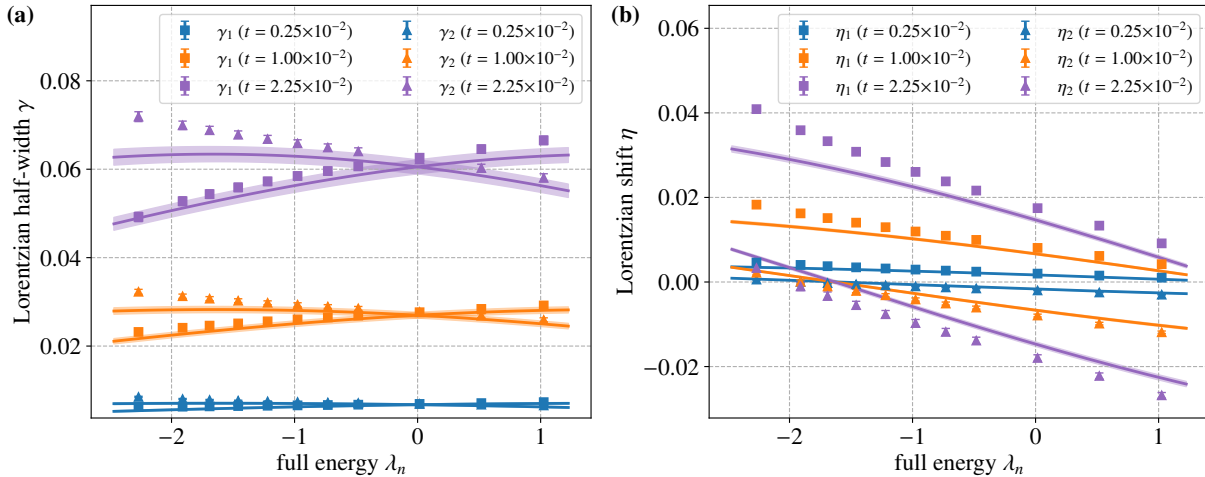 (a)
γ₁ (t = 0.25×10⁻²)
γ₁ (t = 1.00×10⁻²)
γ₁ (t = 2.25×10⁻²)
γ₂ (t = 0.25×10⁻²)
γ₂ (t = 1.00×10⁻²)
γ₂ (t = 2.25×10⁻²)
Lorentzian half-width γ
0.08
0.06
0.04
0.02
−2
−1
0
1
full energy λₙ
(b)
η₁ (t = 0.25×10⁻²)
η₁ (t = 1.00×10⁻²)
η₁ (t = 2.25×10⁻²)
η₂ (t = 0.25×10⁻²)
η₂ (t = 1.00×10⁻²)
η₂ (t = 2.25×10⁻²)
Lorentzian shift η
0.06
0.04
0.02
0.00
−0.02
−2
−1
0
1
full energy λₙ